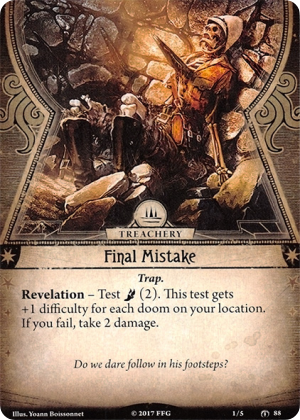 TREACHERY
Final Mistake
Trap.
Revelation – Test (2). This test gets
+1 difficulty for each doom on your location.
If you fail, take 2 damage.
Do we dare follow in his footsteps?
Illus. Yoann Boissonnet
© 2017 FFG
1/5
88